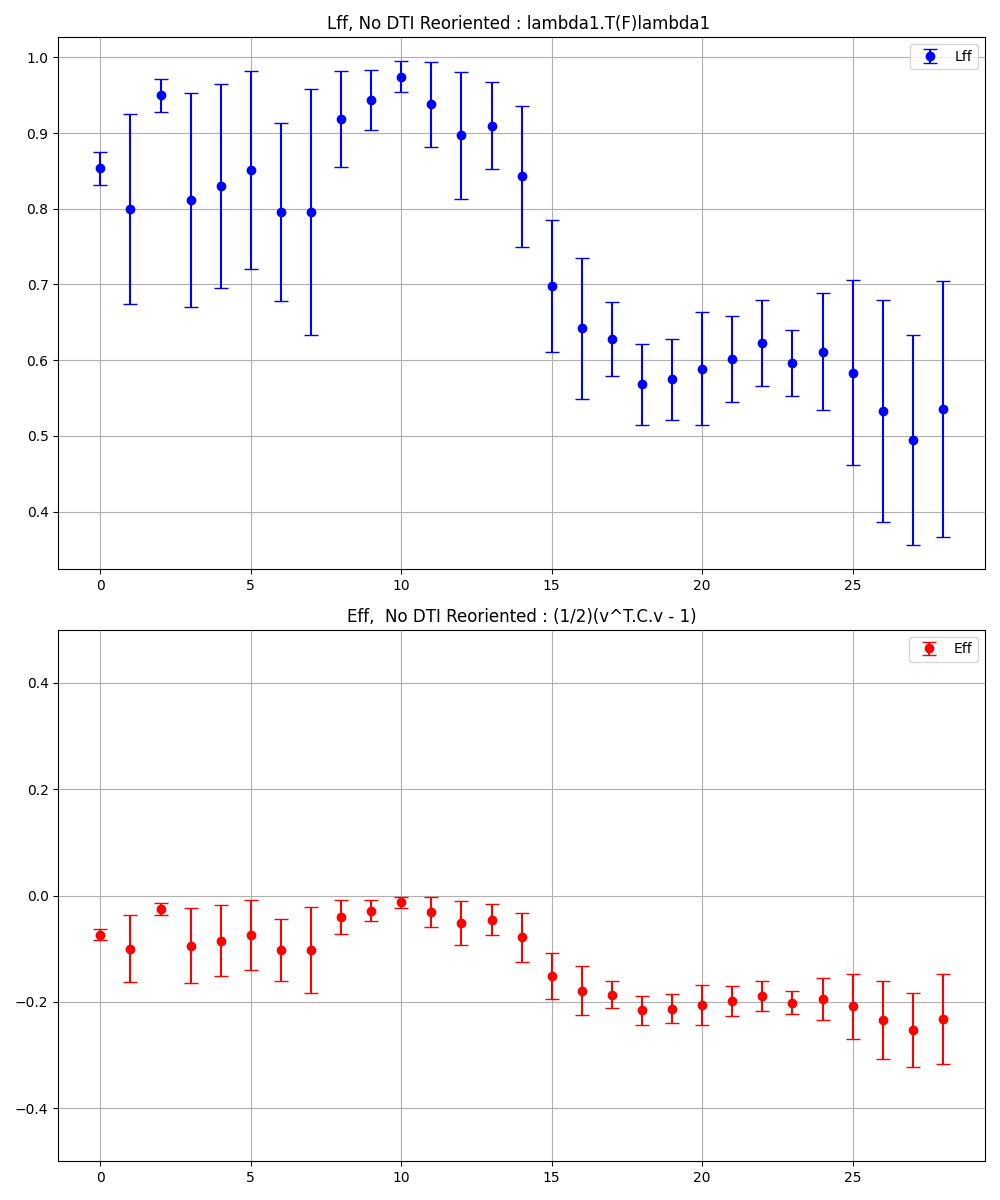 Lff, No DTI Reoriented : lambda1.T(F)lambda1
1.0
0.9
0.8
0.7
0.6
0.5
0.4
Lff
0 5 10 15 20 25
Eff,  No DTI Reoriented : (1/2)(v^T.C.v - 1)
0.4
0.2
0.0
−0.2
−0.4
Eff
0 5 10 15 20 25